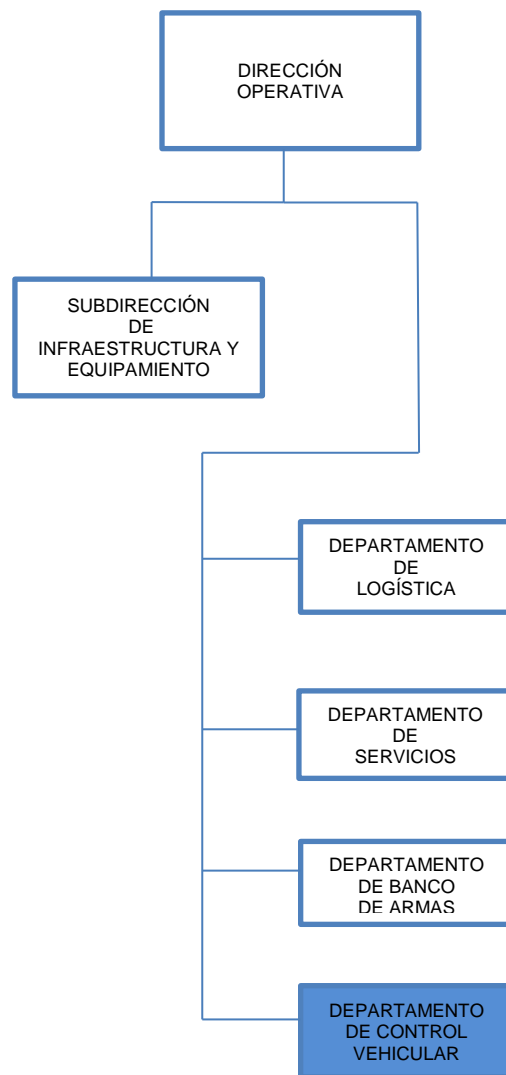 DIRECCIÓN
OPERATIVA
SUBDIRECCIÓN
DE
INFRAESTRUCTURA Y
EQUIPAMIENTO
DEPARTAMENTO
DE
LOGÍSTICA
DEPARTAMENTO
DE
SERVICIOS
DEPARTAMENTO
DE BANCO
DE ARMAS
DEPARTAMENTO
DE CONTROL
VEHICULAR